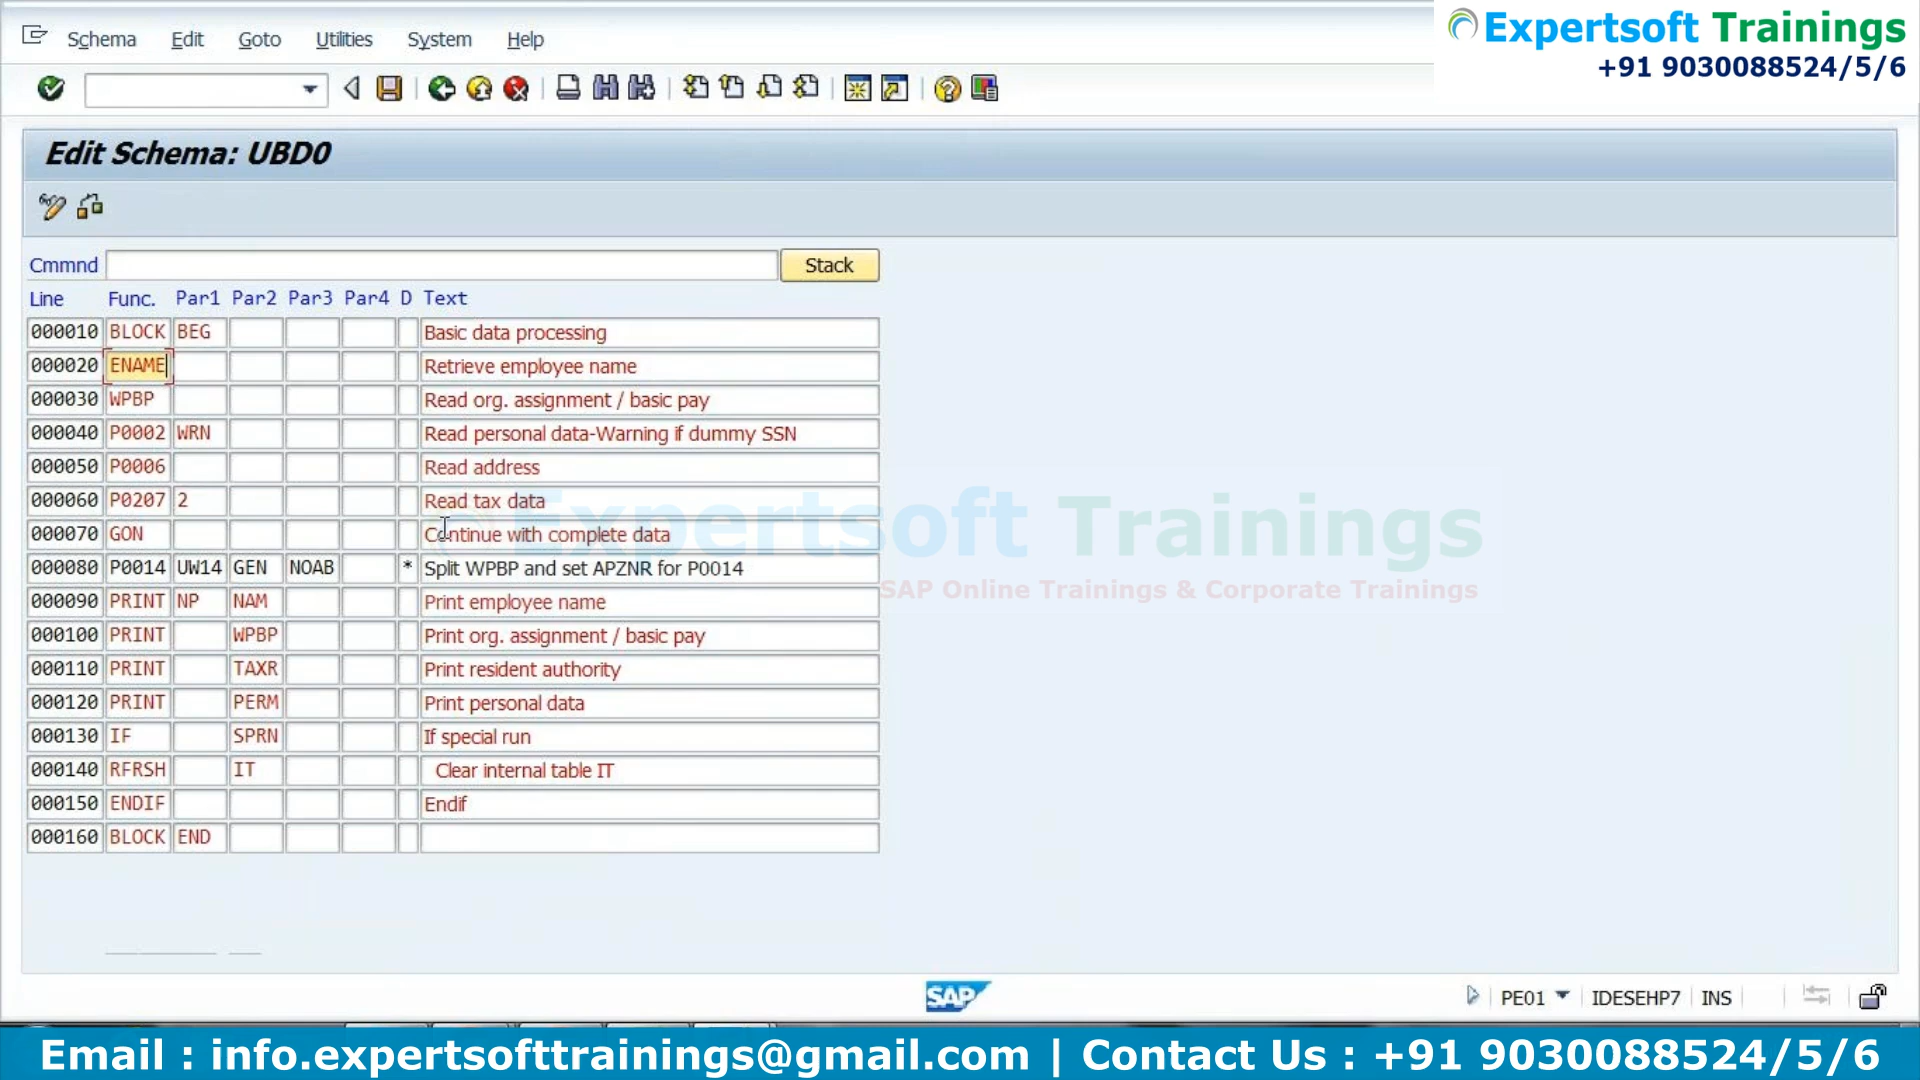 Schema Edit Goto Utilities System Help
Expertsoft Trainings
+91 9030088524/5/6
Edit Schema: UBD0
Cmmnd Stack
Line Func. Par1 Par2 Par3 Par4 D Text
000010 BLOCK BEG Basic data processing
000020 ENAME Retrieve employee name
000030 WPBP Read org. assignment / basic pay
000040 P0002 WRN Read personal data-Warning if dummy SSN
000050 P0006 Read address
000060 P0207 2 Read tax data
000070 GON Continue with complete data
000080 P0014 UW14 GEN NOAB * Split WPBP and set APZNR for P0014
000090 PRINT NP NAM Print employee name
000100 PRINT WPBP Print org. assignment / basic pay
000110 PRINT TAXR Print resident authority
000120 PRINT PERM Print personal data
000130 IF SPRN If special run
000140 RFRSH IT Clear internal table IT
000150 ENDIF Endif
000160 BLOCK END
Expertsoft Trainings
SAP Online Trainings & Corporate Trainings
SAP PE01 IDESEHP7 INS
Email : info.expertsofttrainings@gmail.com | Contact Us : +91 9030088524/5/6